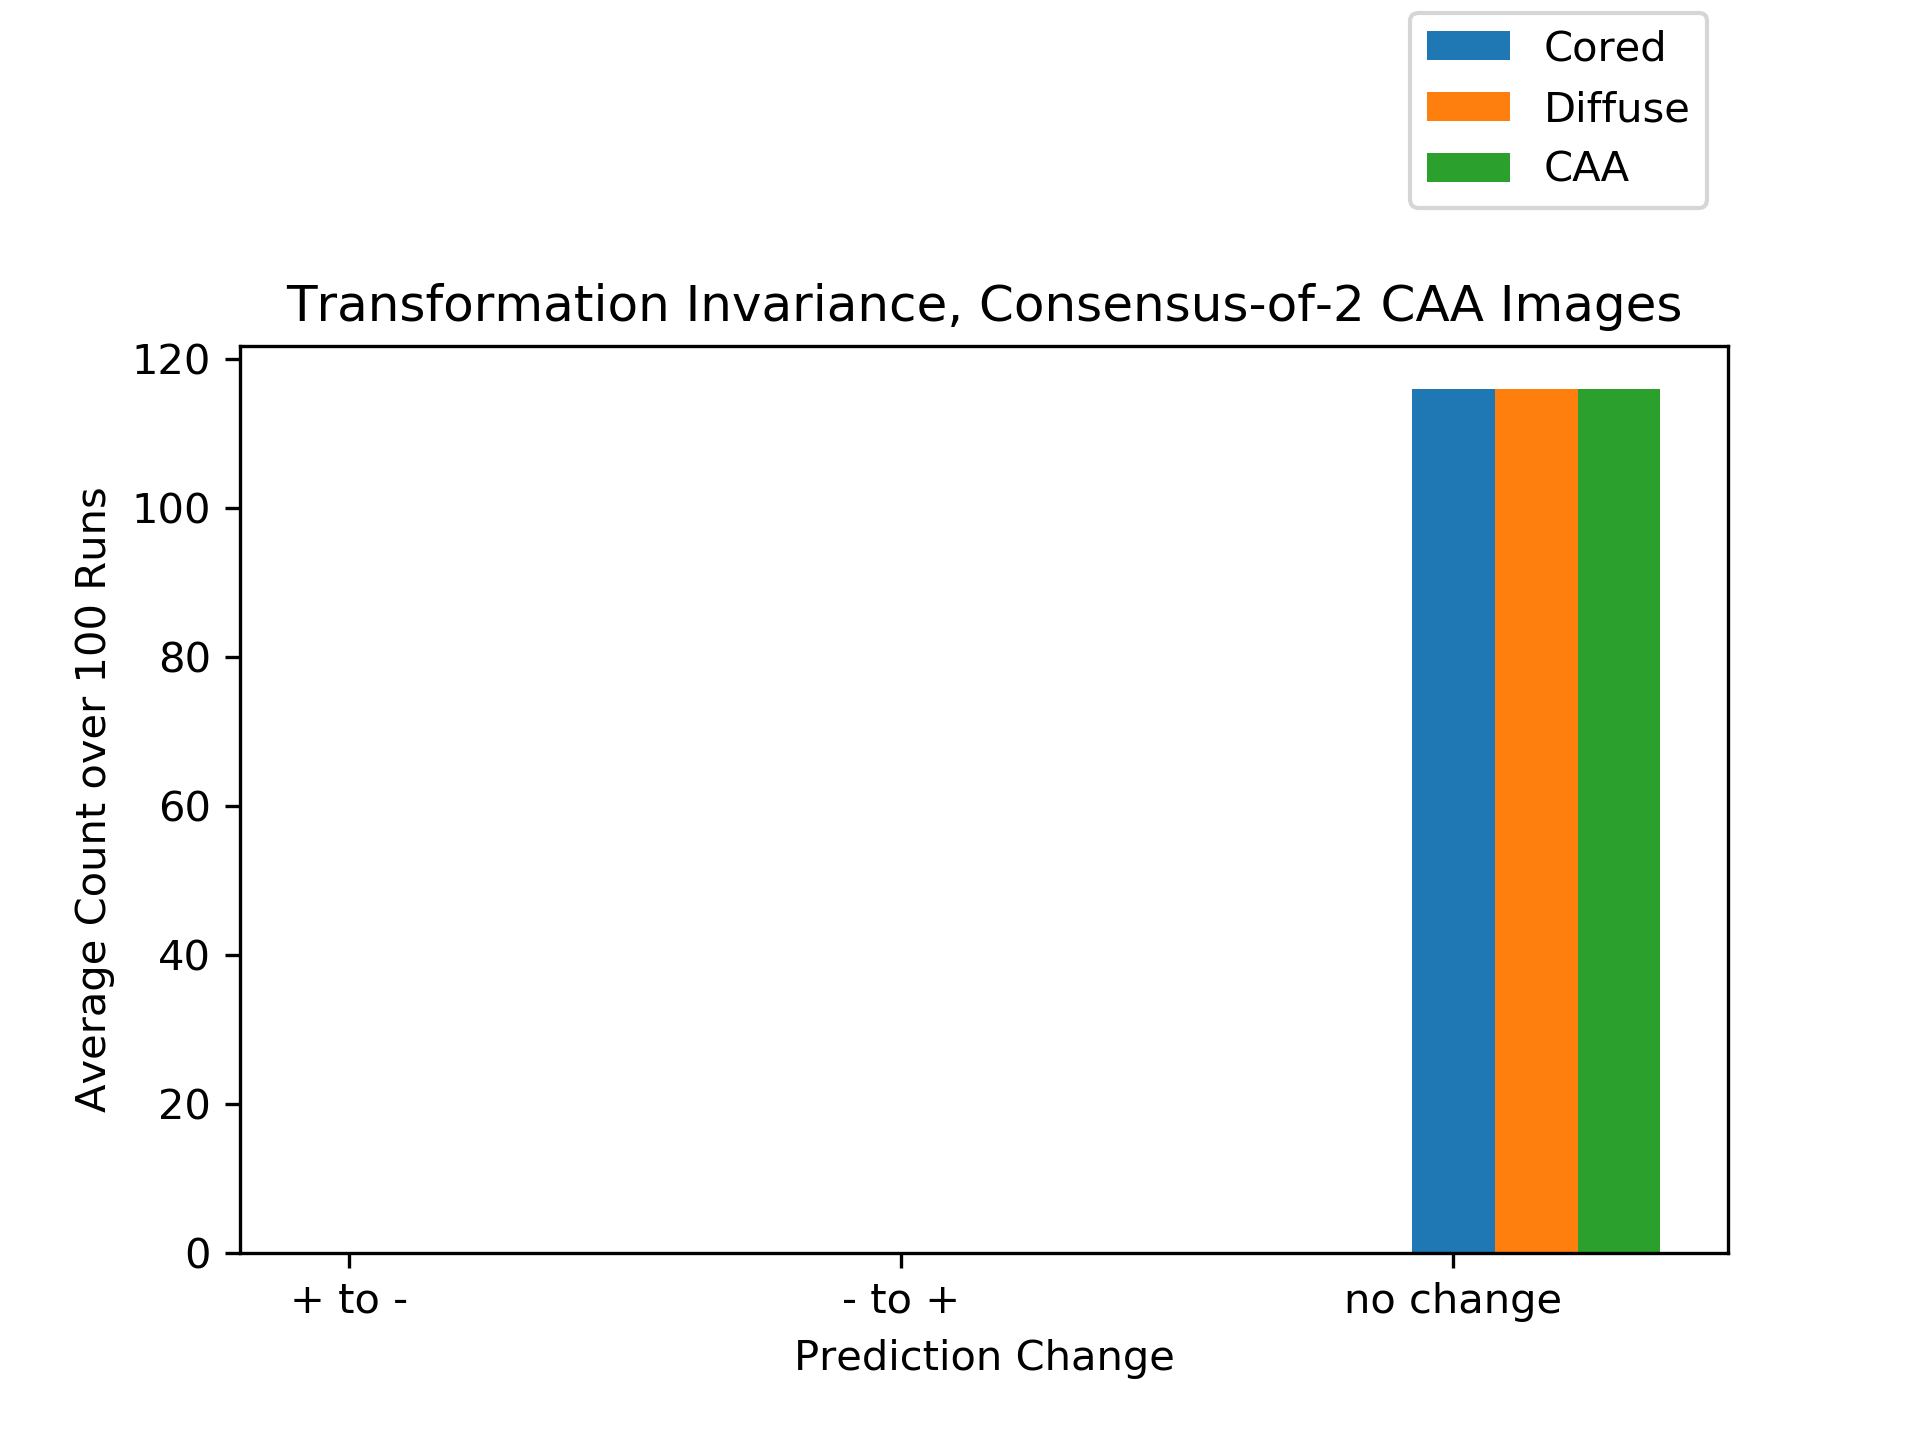 Cored
Diffuse
CAA
Transformation Invariance, Consensus-of-2 CAA Images
Average Count over 100 Runs
120
100
80
60
40
20
0
+ to -
- to +
no change
Prediction Change